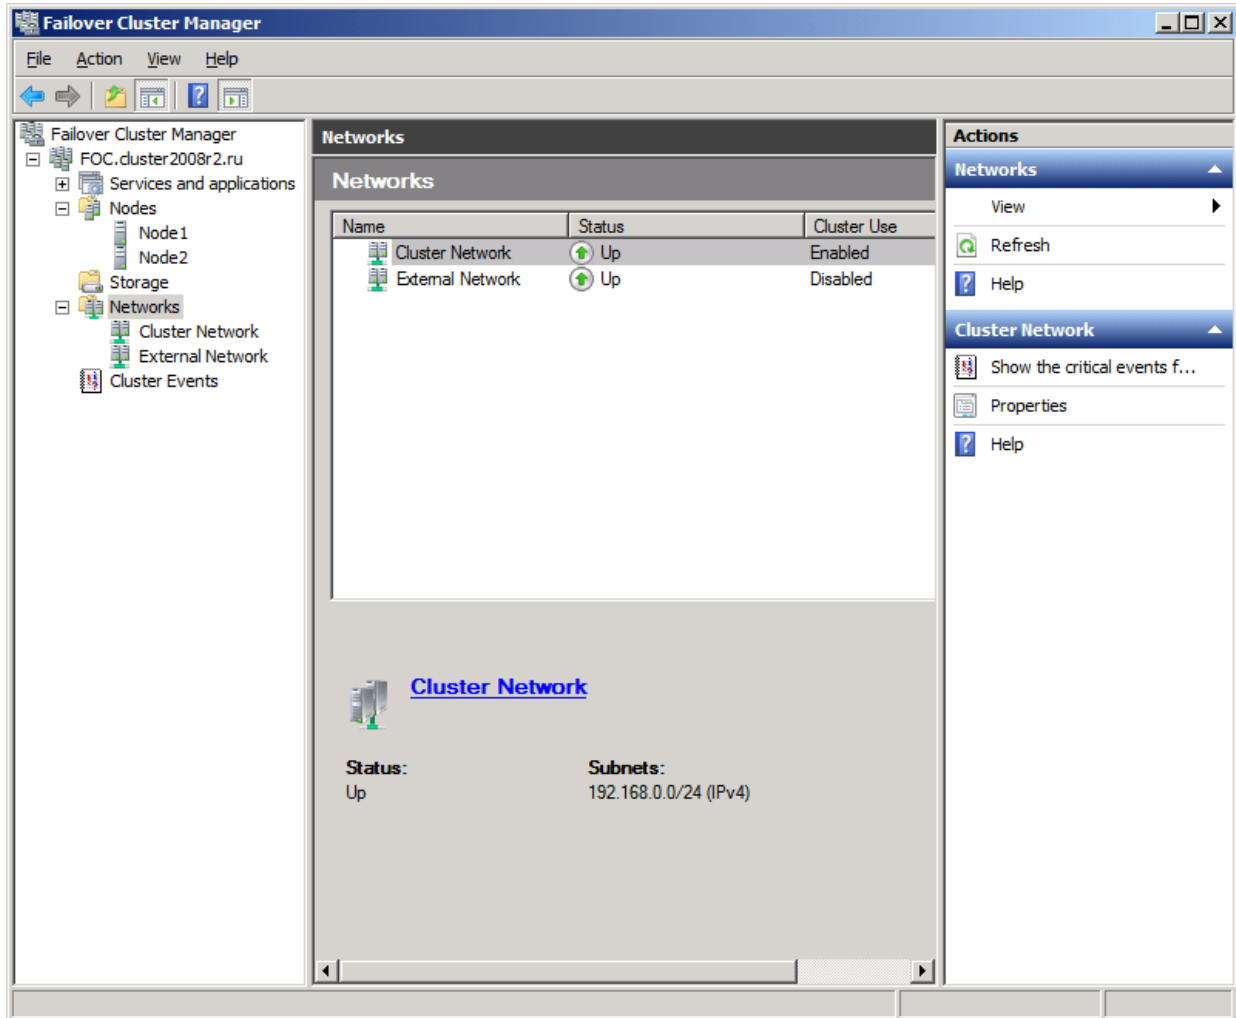 Failover Cluster Manager
File Action View Help
Failover Cluster Manager
FOC.cluster2008r2.ru
Services and applications
Nodes
Node1
Node2
Storage
Networks
Cluster Network
External Network
Cluster Events
Networks
Networks
Name Status Cluster Use
Cluster Network Up Enabled
External Network Up Disabled
Cluster Network
Status: Subnets:
Up 192.168.0.0/24 (IPv4)
Actions
Networks
View
Refresh
Help
Cluster Network
Show the critical events f...
Properties
Help